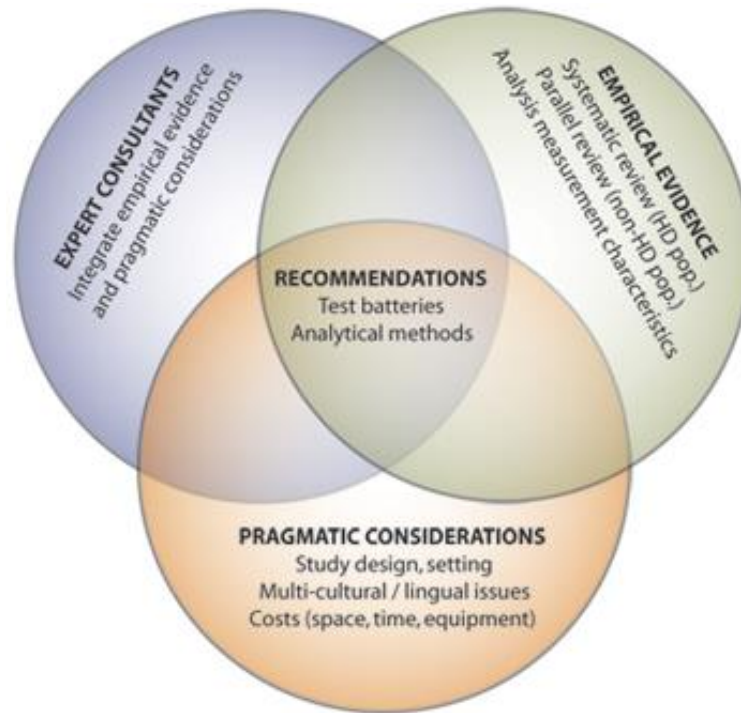 EXPERT CONSULTANTS
Integrate empirical evidence
and pragmatic considerations
EMPIRICAL EVIDENCE
Systematic review (HD pop.)
Parallel review (non-HD pop.)
Analysis measurement characteristics
RECOMMENDATIONS
Test batteries
Analytical methods
PRAGMATIC CONSIDERATIONS
Study design, setting
Multi-cultural / lingual issues
Costs (space, time, equipment)